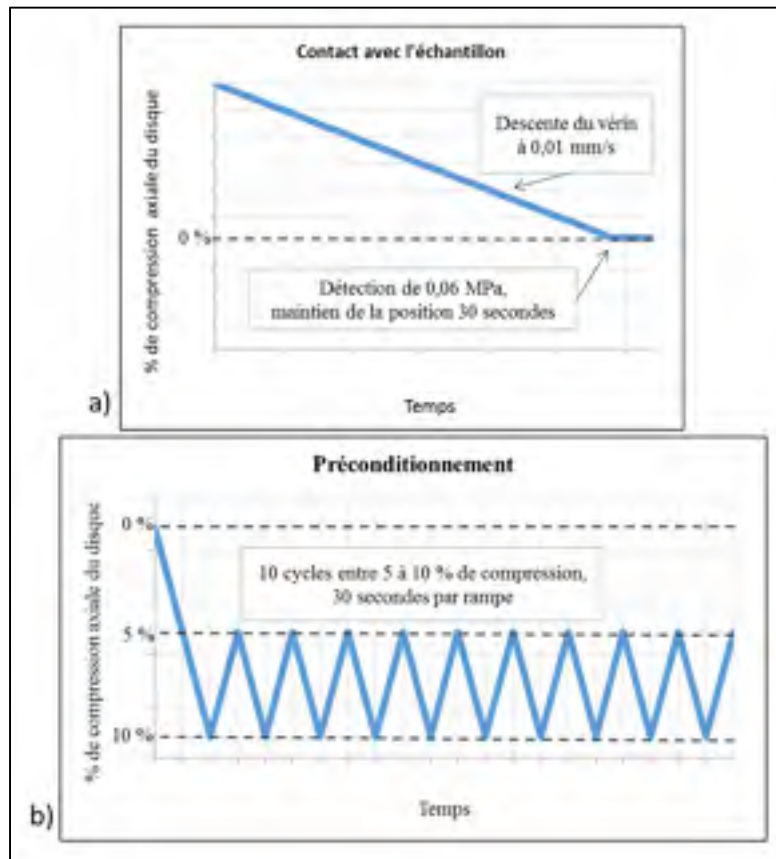 Contact avec l'échantillon
% de compression axiale du disque
Descente du vérin
à 0,01 mm/s
0 %
Détection de 0,06 MPa,
maintien de la position 30 secondes
a)
Temps
Préconditionnement
% de compression axiale du disque
0 %
10 cycles entre 5 à 10 % de compression,
30 secondes par rampe
5 %
10 %
b)
Temps